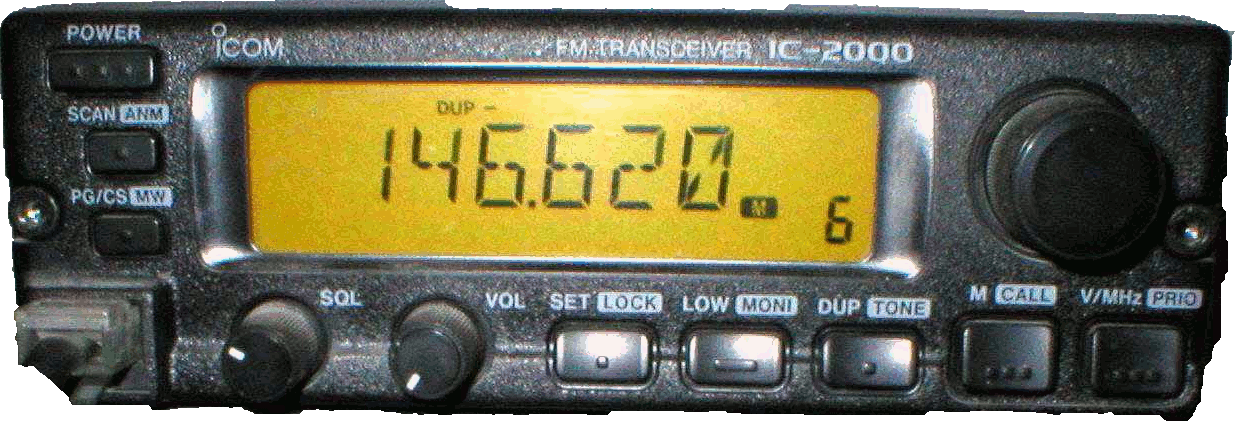 POWER
ICOM
FM TRANSCEIVER IC-2000
SCAN ANM
PG/CS MW
DUP -
146.620
M
6
SQL
VOL
SET LOCK
LOW MONI
DUP TONE
M CALL
V/MHz PRIO